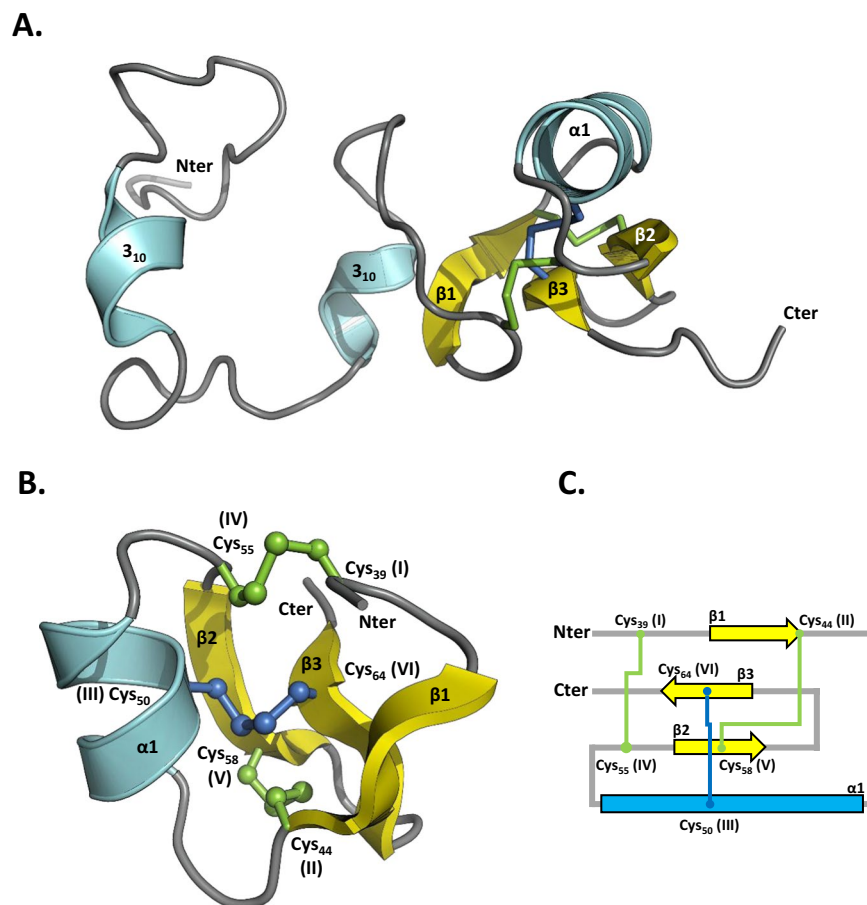 A.
α1
Nter
β2
3₁₀
3₁₀
β1
β3
Cter
B.
C.
(IV)
Cys₅₅
Cys₃₉ (I)
Cter
Nter
β2
β3
Cys₆₄ (VI)
β1
(III) Cys₅₀
α1
Cys₅₈
(V)
Cys₄₄
(II)
Nter
Cys₃₉ (I)
β1
Cys₄₄ (II)
Cter
Cys₆₄ (VI)
β3
β2
Cys₅₅ (IV)
Cys₅₈ (V)
α1
Cys₅₀ (III)